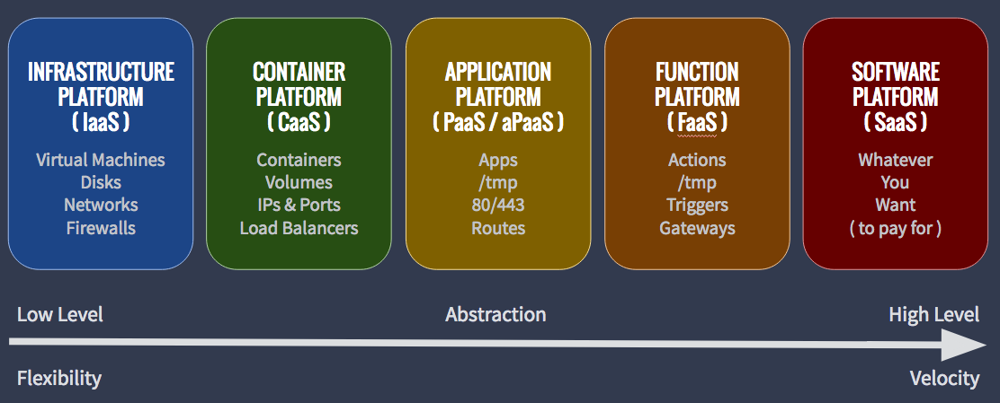 INFRASTRUCTURE
PLATFORM
( IaaS )
Virtual Machines
Disks
Networks
Firewalls
CONTAINER
PLATFORM
( CaaS )
Containers
Volumes
IPs & Ports
Load Balancers
APPLICATION
PLATFORM
( PaaS / aPaaS )
Apps
/tmp
80/443
Routes
FUNCTION
PLATFORM
( FaaS )
Actions
/tmp
Triggers
Gateways
SOFTWARE
PLATFORM
( SaaS )
Whatever
You
Want
( to pay for )
Low Level
Abstraction
High Level
Flexibility
Velocity